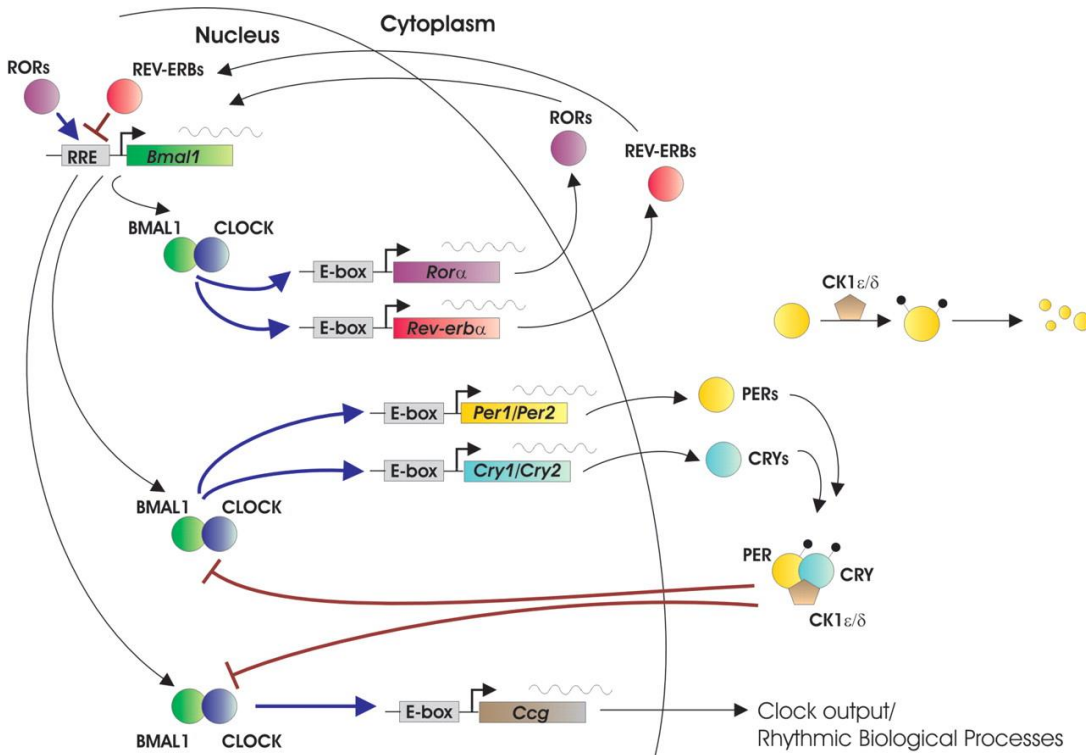 Nucleus
Cytoplasm
RORs
REV-ERBs
RRE
Bmal1
RORs
REV-ERBs
BMAL1
CLOCK
E-box
Rorα
E-box
Rev-erbα
CK1ε/δ
E-box
Per1/Per2
PERs
E-box
Cry1/Cry2
CRYs
BMAL1
CLOCK
PER
CRY
CK1ε/δ
E-box
Ccg
BMAL1
CLOCK
Clock output/
Rhythmic Biological Processes